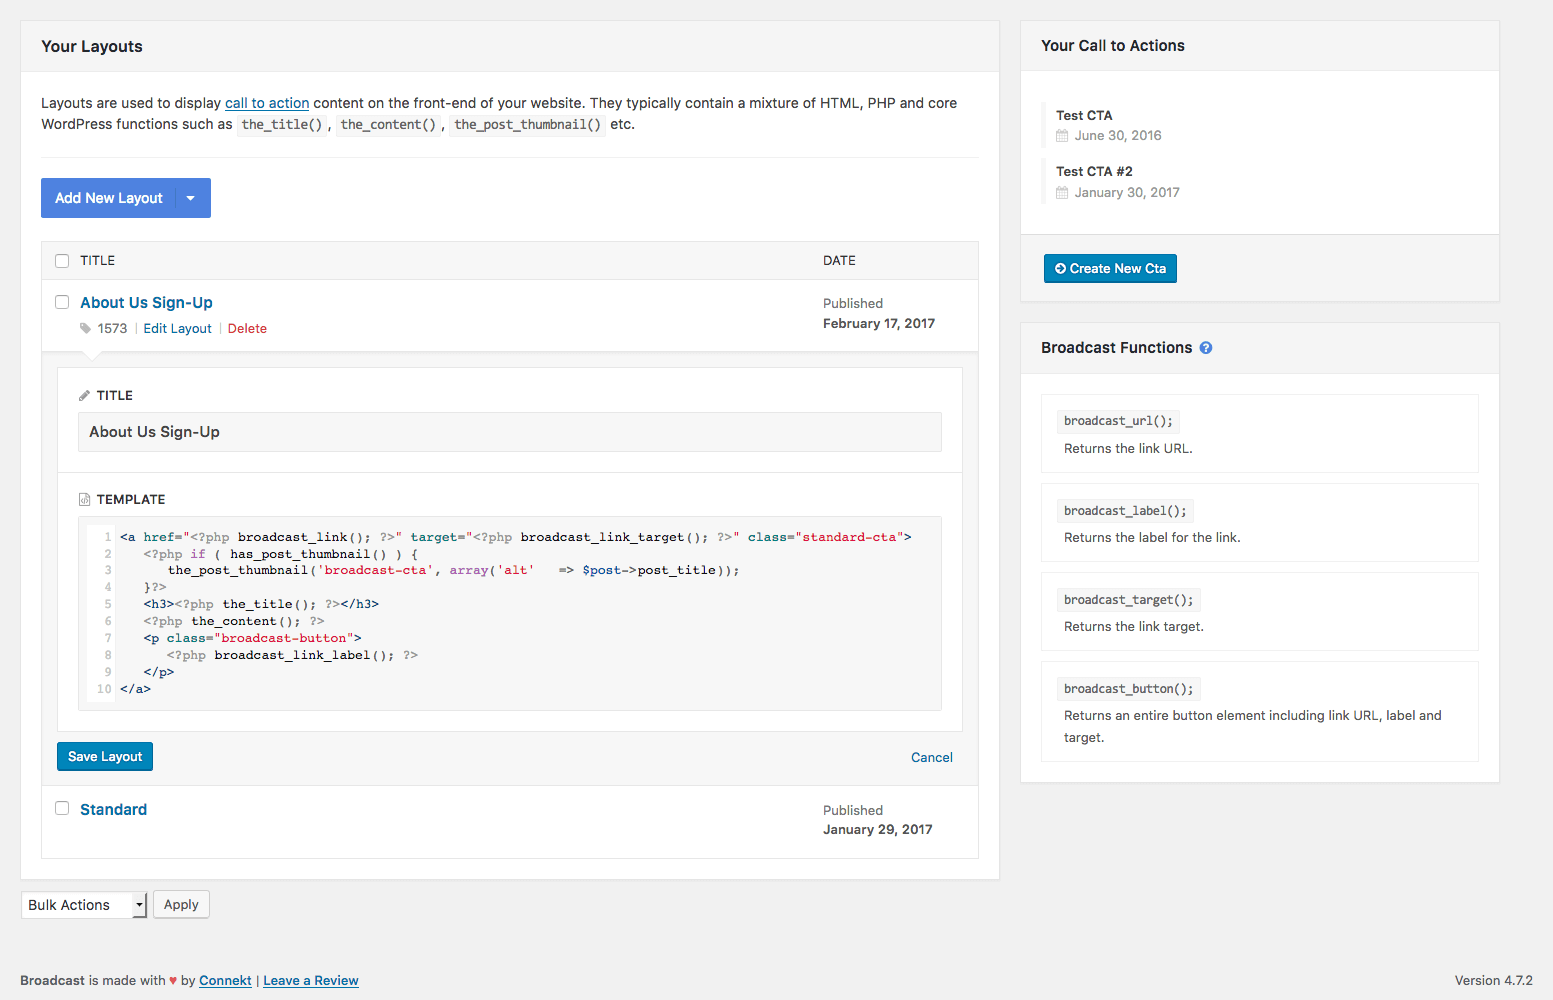 Your Layouts
Layouts are used to display call to action content on the front-end of your website. They typically contain a mixture of HTML, PHP and core
WordPress functions such as the_title(), the_content(), the_post_thumbnail() etc.
Add New Layout
TITLE DATE
About Us Sign-Up Published
1573 | Edit Layout | Delete February 17, 2017
TITLE
About Us Sign-Up
TEMPLATE
1 <a href="<?php broadcast_link(); ?>" target="<?php broadcast_link_target(); ?>" class="standard-cta">
2 <?php if ( has_post_thumbnail() ) {
3 the_post_thumbnail('broadcast-cta', array('alt'   => $post->post_title));
4 }?>
5 <h3><?php the_title(); ?></h3>
6 <?php the_content(); ?>
7 <p class="broadcast-button">
8 <?php broadcast_link_label(); ?>
9 </p>
10 </a>
Save Layout Cancel
Standard Published
January 29, 2017
Bulk Actions Apply
Your Call to Actions
Test CTA
June 30, 2016
Test CTA #2
January 30, 2017
Create New Cta
Broadcast Functions ?
broadcast_url();
Returns the link URL.
broadcast_label();
Returns the label for the link.
broadcast_target();
Returns the link target.
broadcast_button();
Returns an entire button element including link URL, label and
target.
Broadcast is made with ♥ by Connekt | Leave a Review Version 4.7.2